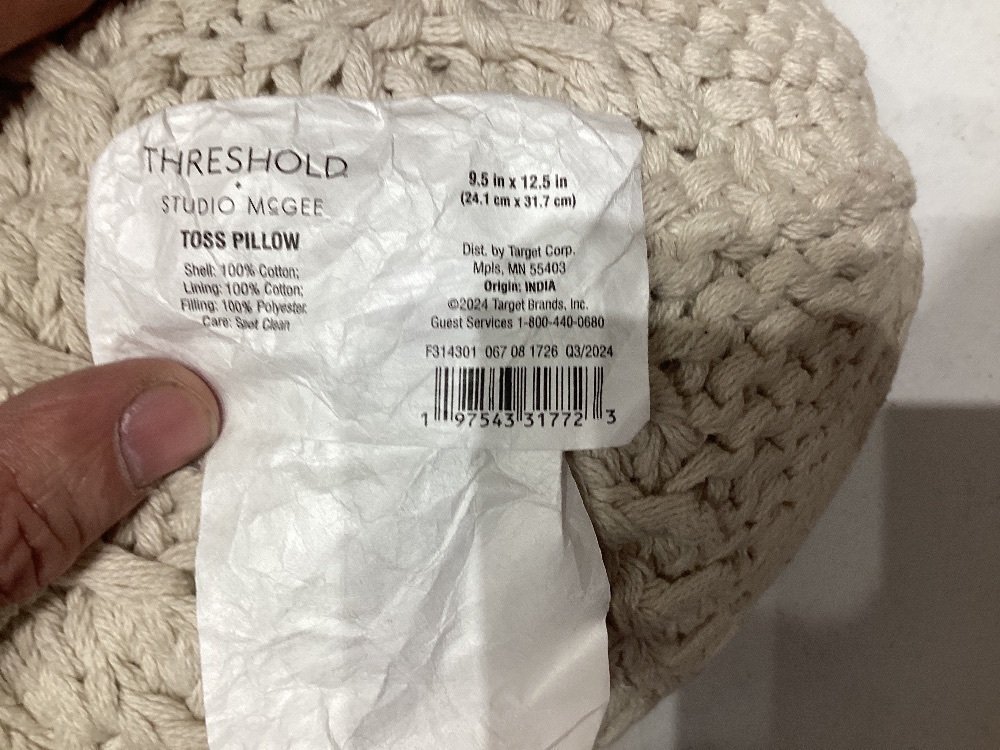 THRESHOLD
+
STUDIO McGEE
TOSS PILLOW
Shell: 100% Cotton;
Lining: 100% Cotton;
Filling: 100% Polyester.
Care: Spot Clean
9.5 in x 12.5 in
(24.1 cm x 31.7 cm)
Dist. by Target Corp.
Mpls, MN 55403
Origin: INDIA
©2024 Target Brands, Inc.
Guest Services 1-800-440-0680
F314301 067 08 1726 Q3/2024
1 97543 31772 3